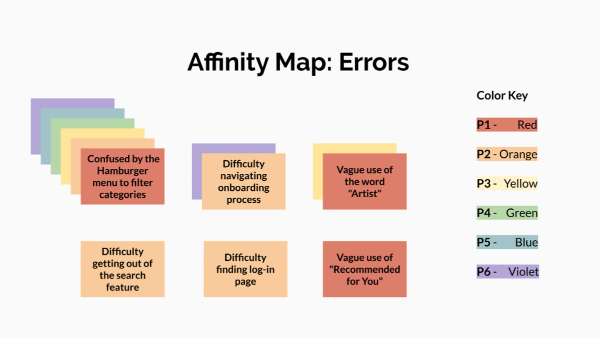 Affinity Map: Errors
Color Key
P1 - Red
P2 - Orange
P3 - Yellow
P4 - Green
P5 - Blue
P6 - Violet
Confused by the
Hamburger
menu to filter
categories
Difficulty
navigating
onboarding
process
Vague use of
the word
"Artist"
Difficulty
getting out of
the search
feature
Difficulty
finding log-in
page
Vague use of
"Recommended
for You"